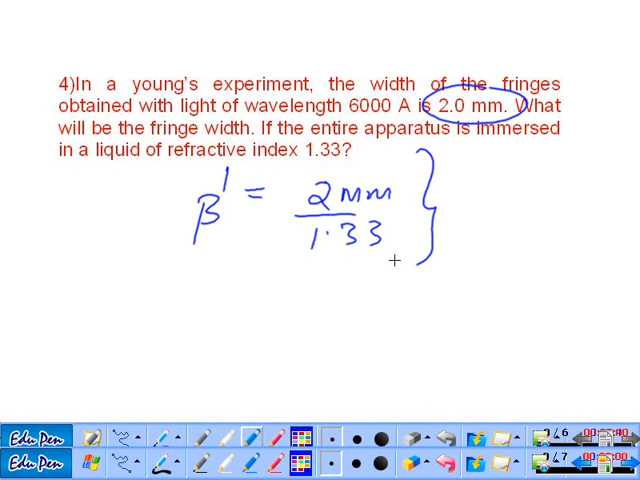 4)In a young's experiment, the width of the fringes
obtained with light of wavelength 6000 A is 2.0 mm. What
will be the fringe width. If the entire apparatus is immersed
in a liquid of refractive index 1.33?
β' = 2mm
1.33
Edu Pen
/ 6
Edu Pen
/ 7